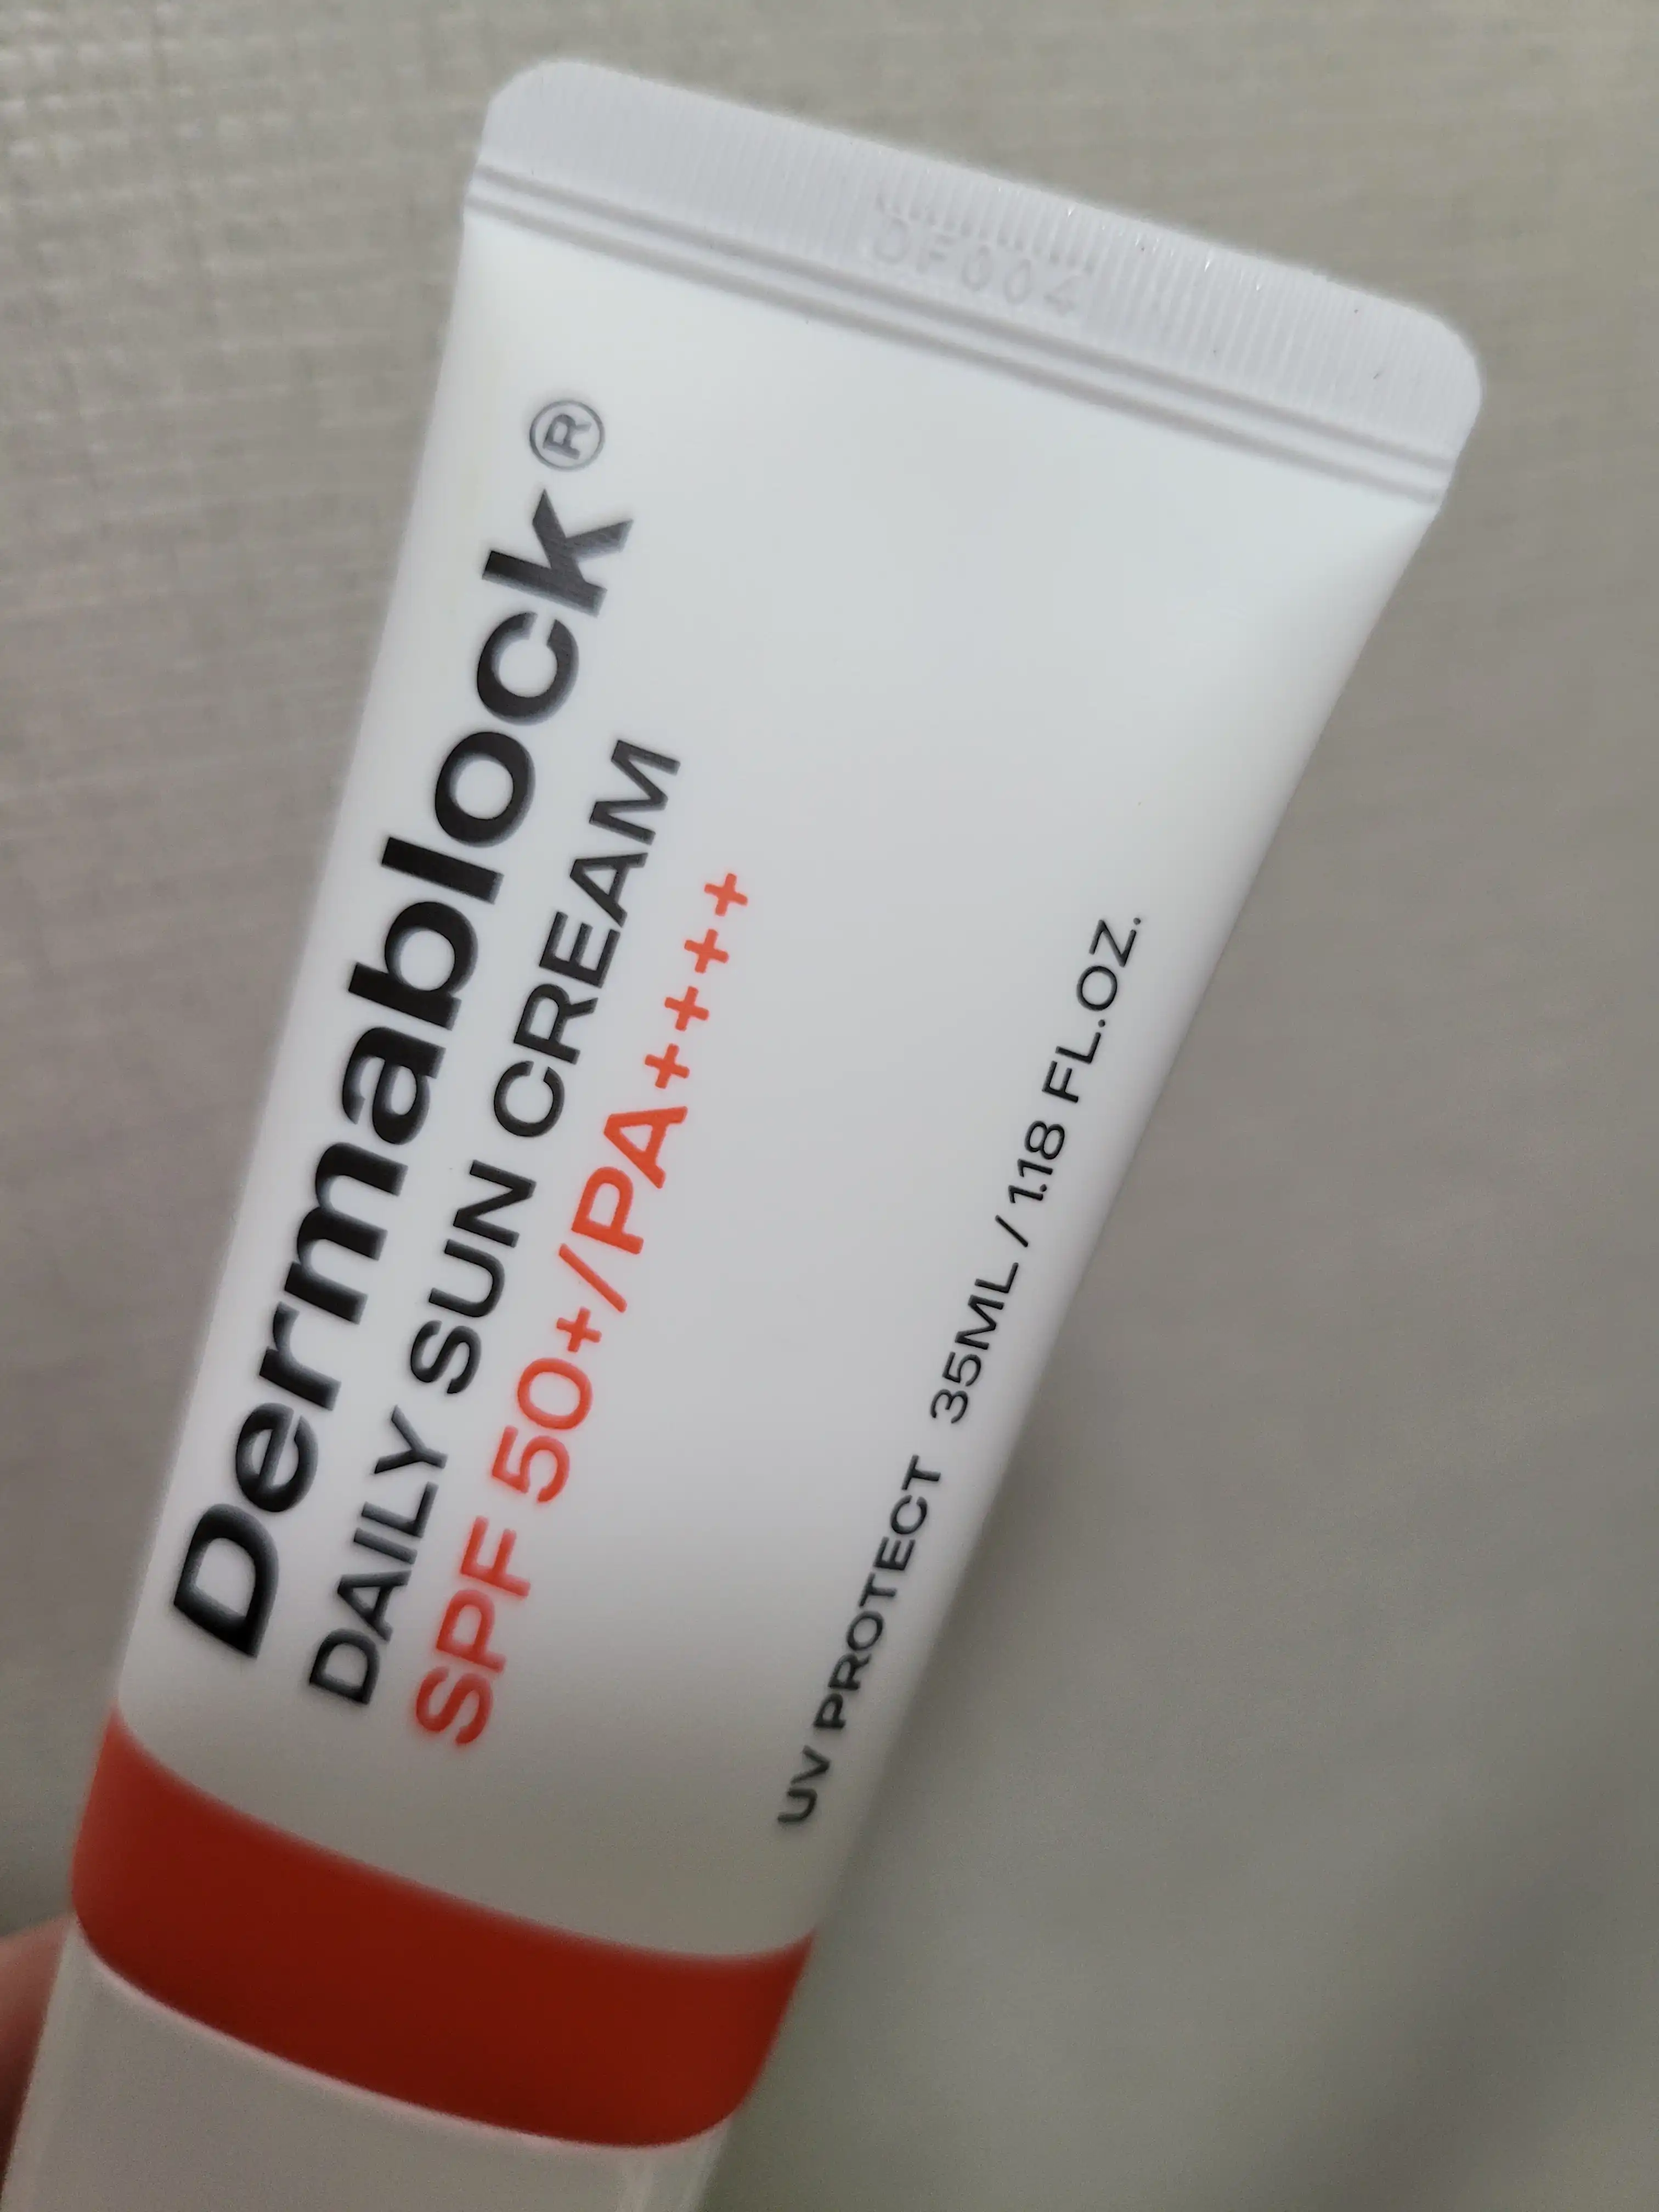 Dermablock®
DAILY SUN CREAM
SPF 50+/PA++++
UV PROTECT 35ML / 1.18 FL.OZ.